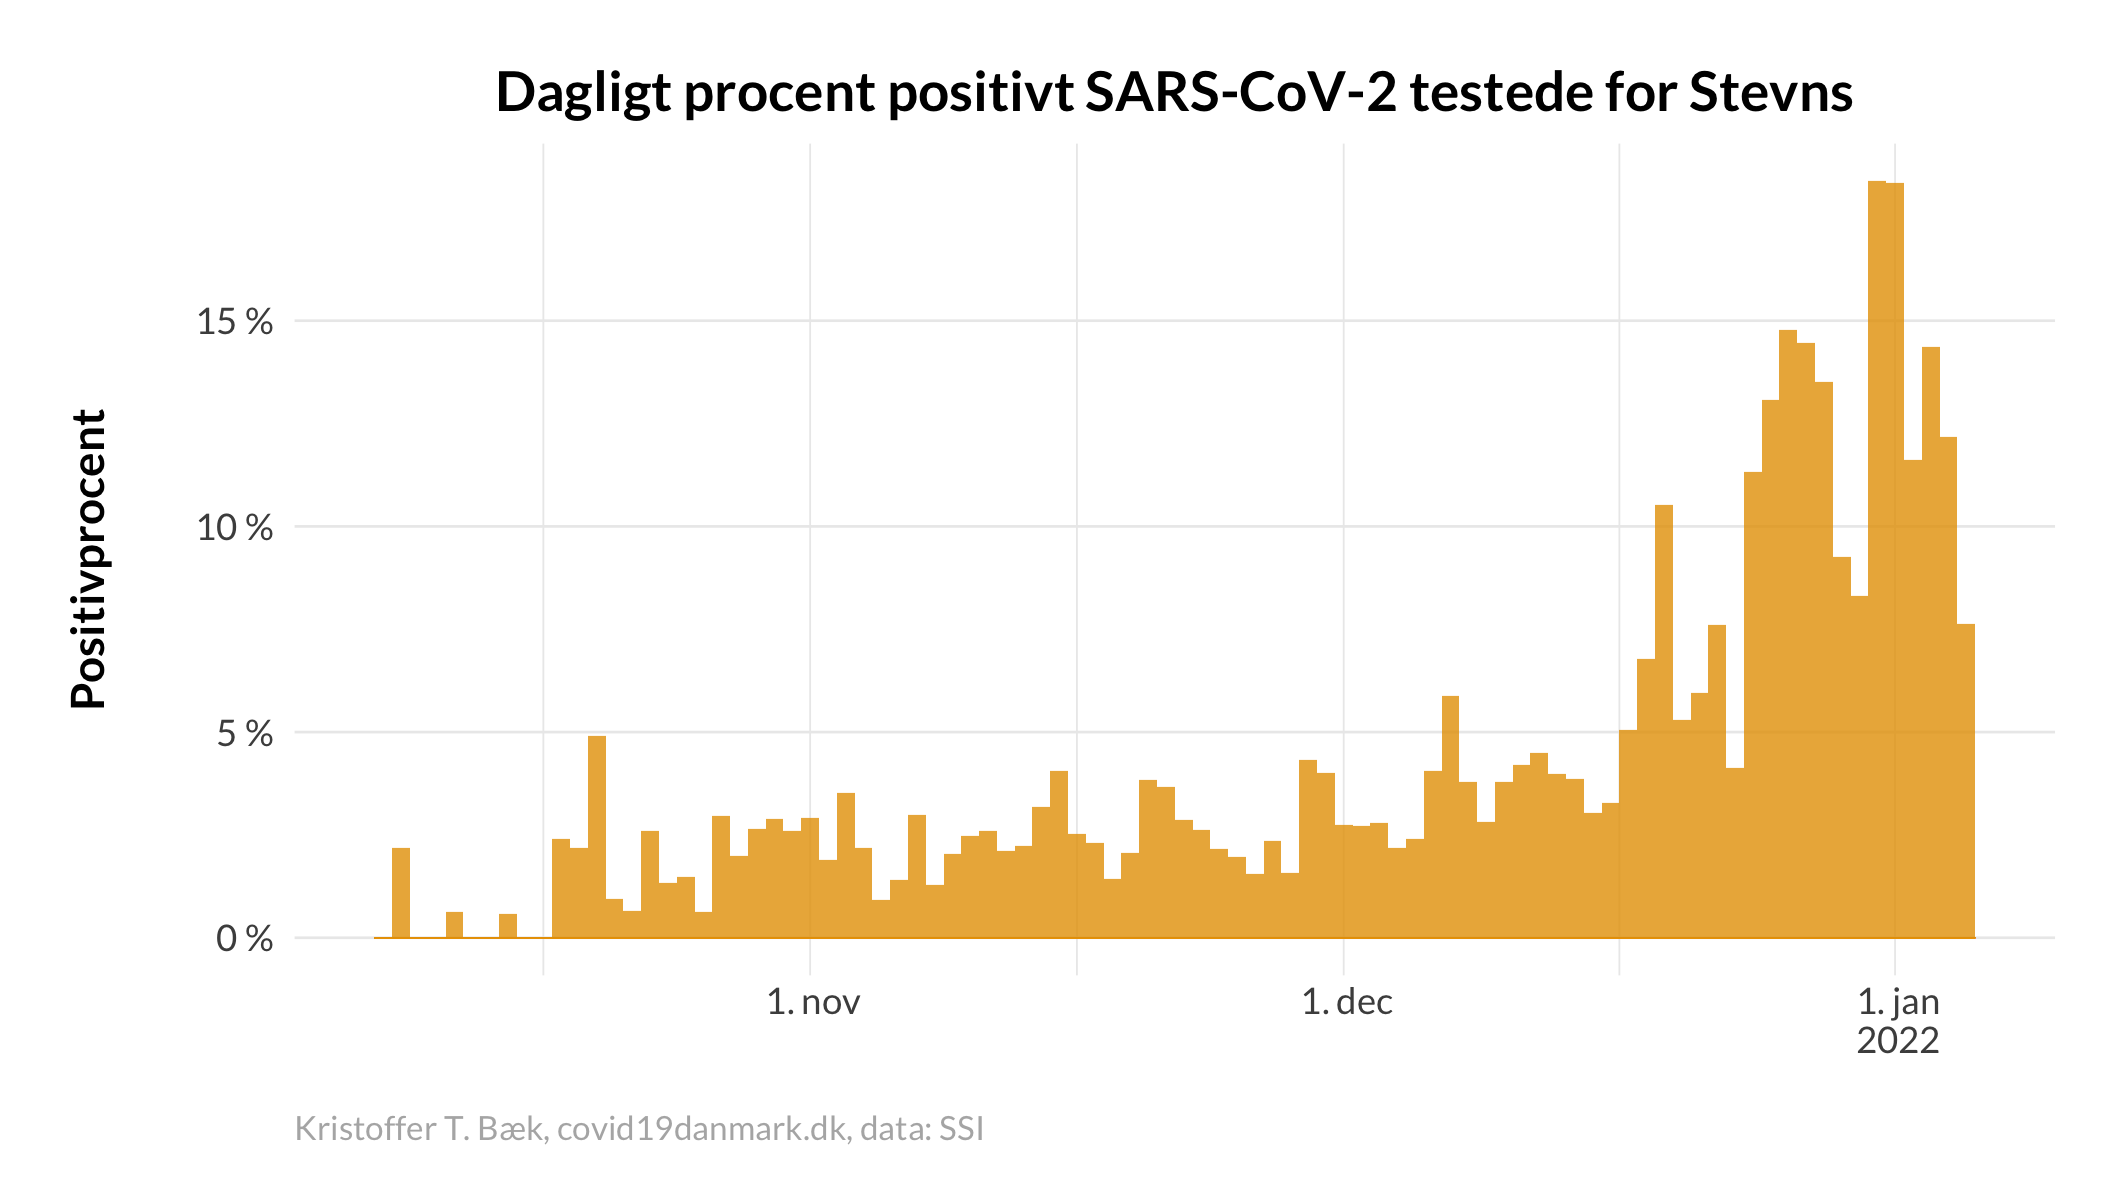 Dagligt procent positivt SARS-CoV-2 testede for Stevns
Positivprocent
15 %
10 %
5 %
0 %
1. nov
1. dec
1. jan
2022
Kristoffer T. Bæk, covid19danmark.dk, data: SSI